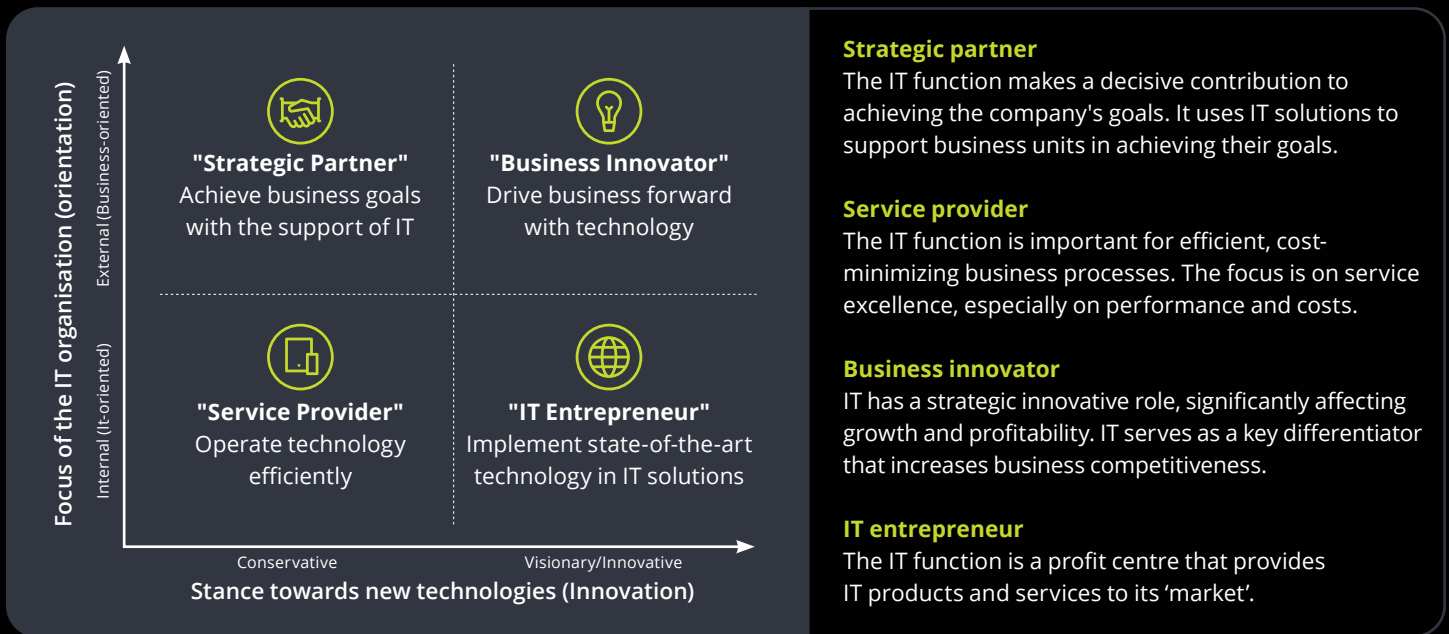 Focus of the IT organisation (orientation)
External (Business-oriented)
Internal (It-oriented)
"Strategic Partner"
Achieve business goals
with the support of IT
"Business Innovator"
Drive business forward
with technology
"Service Provider"
Operate technology
efficiently
"IT Entrepreneur"
Implement state-of-the-art
technology in IT solutions
Conservative
Visionary/Innovative
Stance towards new technologies (Innovation)
Strategic partner
The IT function makes a decisive contribution to
achieving the company's goals. It uses IT solutions to
support business units in achieving their goals.
Service provider
The IT function is important for efficient, cost-
minimizing business processes. The focus is on service
excellence, especially on performance and costs.
Business innovator
IT has a strategic innovative role, significantly affecting
growth and profitability. IT serves as a key differentiator
that increases business competitiveness.
IT entrepreneur
The IT function is a profit centre that provides
IT products and services to its ‘market’.